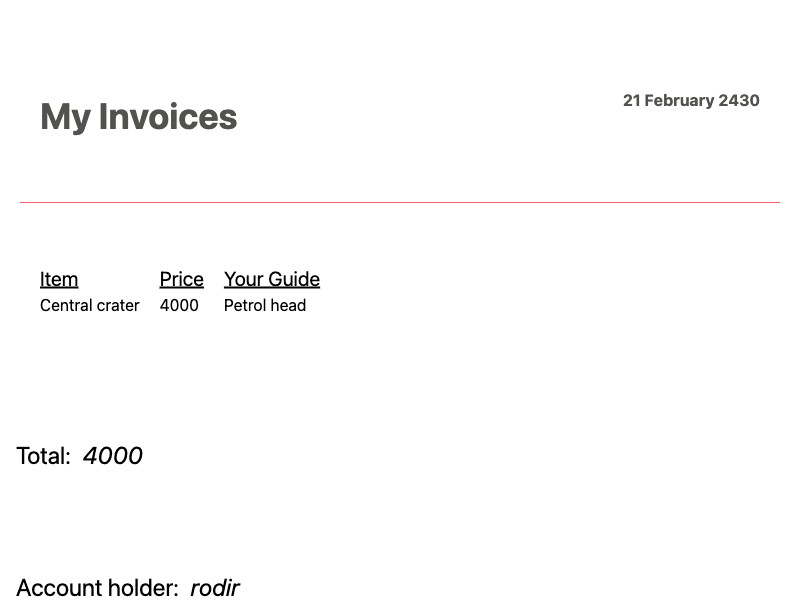 My Invoices
21 February 2430
Item Price Your Guide
Central crater 4000 Petrol head
Total: 4000
Account holder: rodir